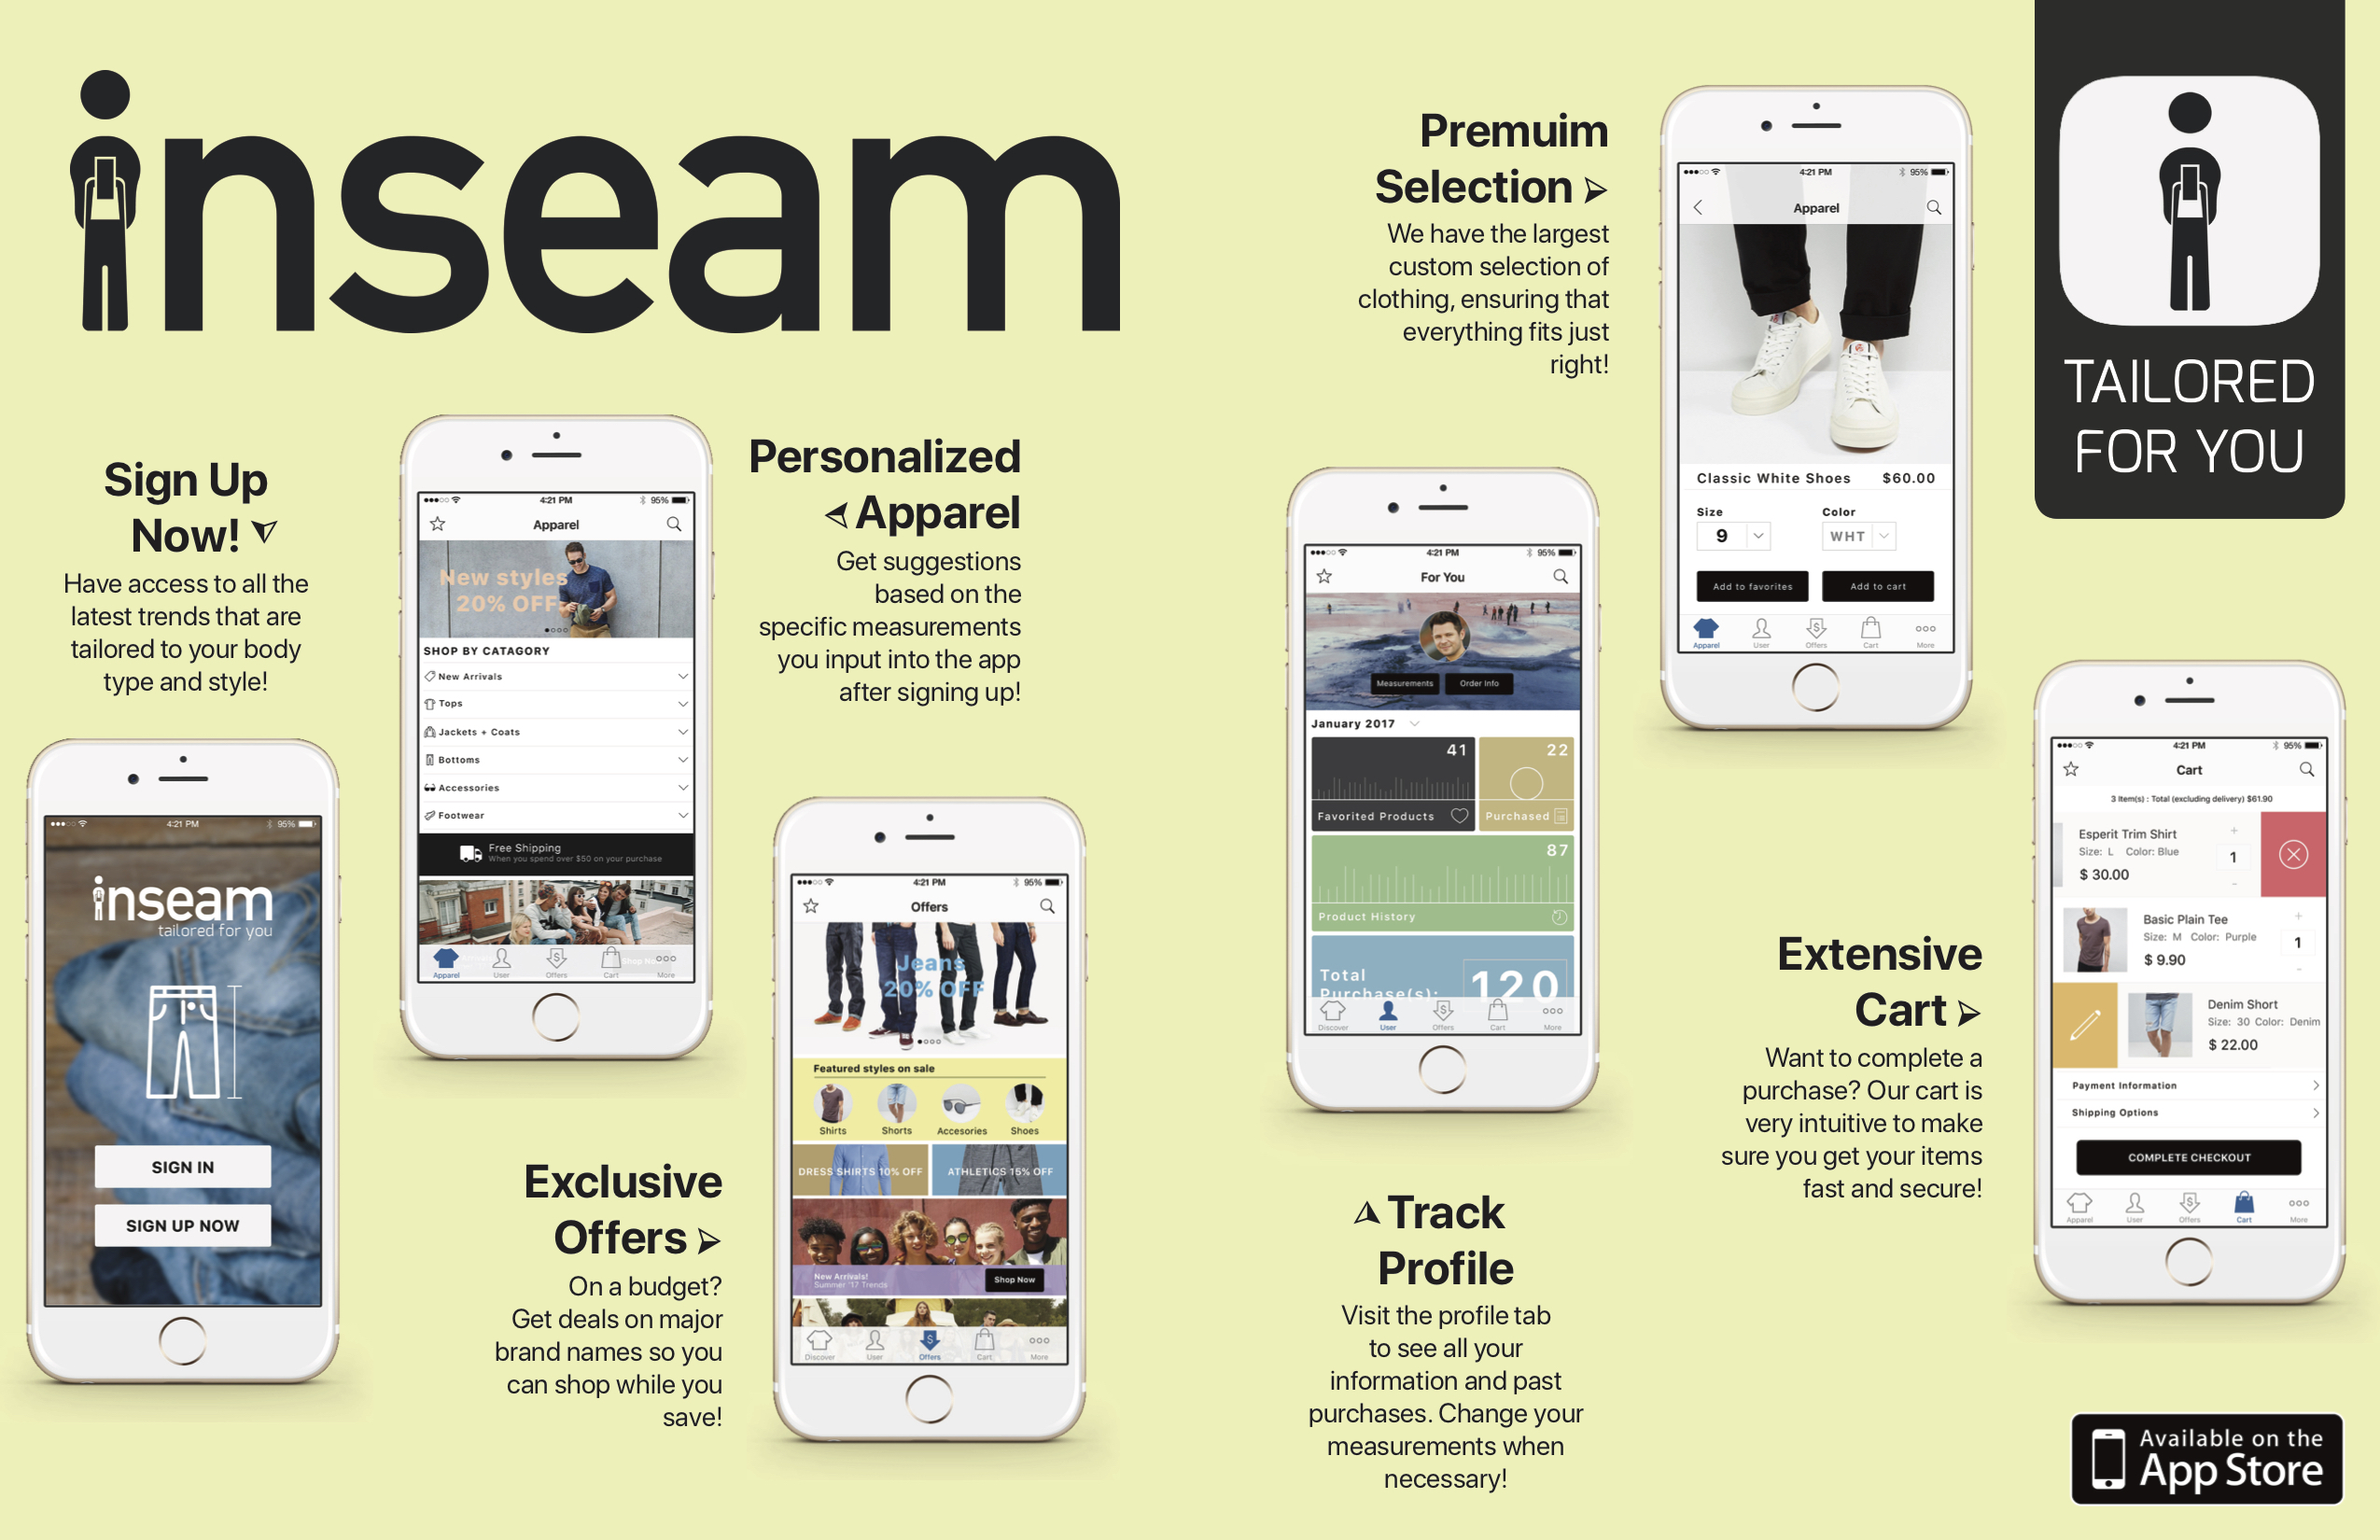 inseam
Sign Up
Now!
Have access to all the
latest trends that are
tailored to your body
type and style!
4:21 PM 95%
inseam
tailored for you
SIGN IN
SIGN UP NOW
4:21 PM 95%
Apparel
New styles
20% OFF
SHOP BY CATAGORY
New Arrivals
Tops
Jackets + Coats
Bottoms
Accessories
Footwear
Free Shipping
When you spend over $50 on your purchase
Apparel User Offers Cart More
Personalized
Apparel
Get suggestions
based on the
specific measurements
you input into the app
after signing up!
Exclusive
Offers
On a budget?
Get deals on major
brand names so you
can shop while you
save!
4:21 PM 95%
Offers
Jeans
20% OFF
Featured styles on sale
Shirts Shorts Accesories Shoes
DRESS SHIRTS 10% OFF ATHLETICS 15% OFF
New Arrivals!
Summer '17 Trends
Shop Now
Discover User Offers Cart More
Premuim
Selection
We have the largest
custom selection of
clothing, ensuring that
everything fits just
right!
4:21 PM 95%
Apparel
Classic White Shoes $60.00
Size Color
9 WHT
Add to favorites Add to cart
Apparel User Offers Cart More
4:21 PM 95%
For You
Measurements Order Info
January 2017
41 22
Favorited Products Purchased
87
Product History
Total
Purchase(s): 120
Discover User Offers Cart More
Track
Profile
Visit the profile tab
to see all your
information and past
purchases. Change your
measurements when
necessary!
TAILORED
FOR YOU
Extensive
Cart
Want to complete a
purchase? Our cart is
very intuitive to make
sure you get your items
fast and secure!
4:21 PM 95%
Cart
3 Item(s) : Total (excluding delivery) $61.90
Esperit Trim Shirt
Size: L Color: Blue
1
$ 30.00
Basic Plain Tee
Size: M Color: Purple
1
$ 9.90
Denim Short
Size: 30 Color: Denim
$ 22.00
Payment Information
Shipping Options
COMPLETE CHECKOUT
Apparel User Offers Cart More
Available on the
App Store